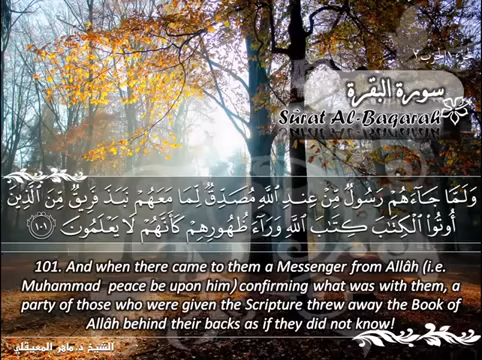 سورة البقرة
Sûrat Al-Baqarah
وَلَمَّا جَآءَهُمْ رَسُولٌ مِّنْ عِندِ ٱللَّهِ مُصَدِّقٌ لِّمَا مَعَهُمْ نَبَذَ فَرِيقٌ مِّنَ ٱلَّذِينَ
أُوتُوا۟ ٱلْكِتَٰبَ كِتَٰبَ ٱللَّهِ وَرَآءَ ظُهُورِهِمْ كَأَنَّهُمْ لَا يَعْلَمُونَ ١٠١
101. And when there came to them a Messenger from Allâh (i.e.
Muhammad peace be upon him) confirming what was with them, a
party of those who were given the Scripture threw away the Book of
Allâh behind their backs as if they did not know!
الشيخ د. ماهر المعيقلي